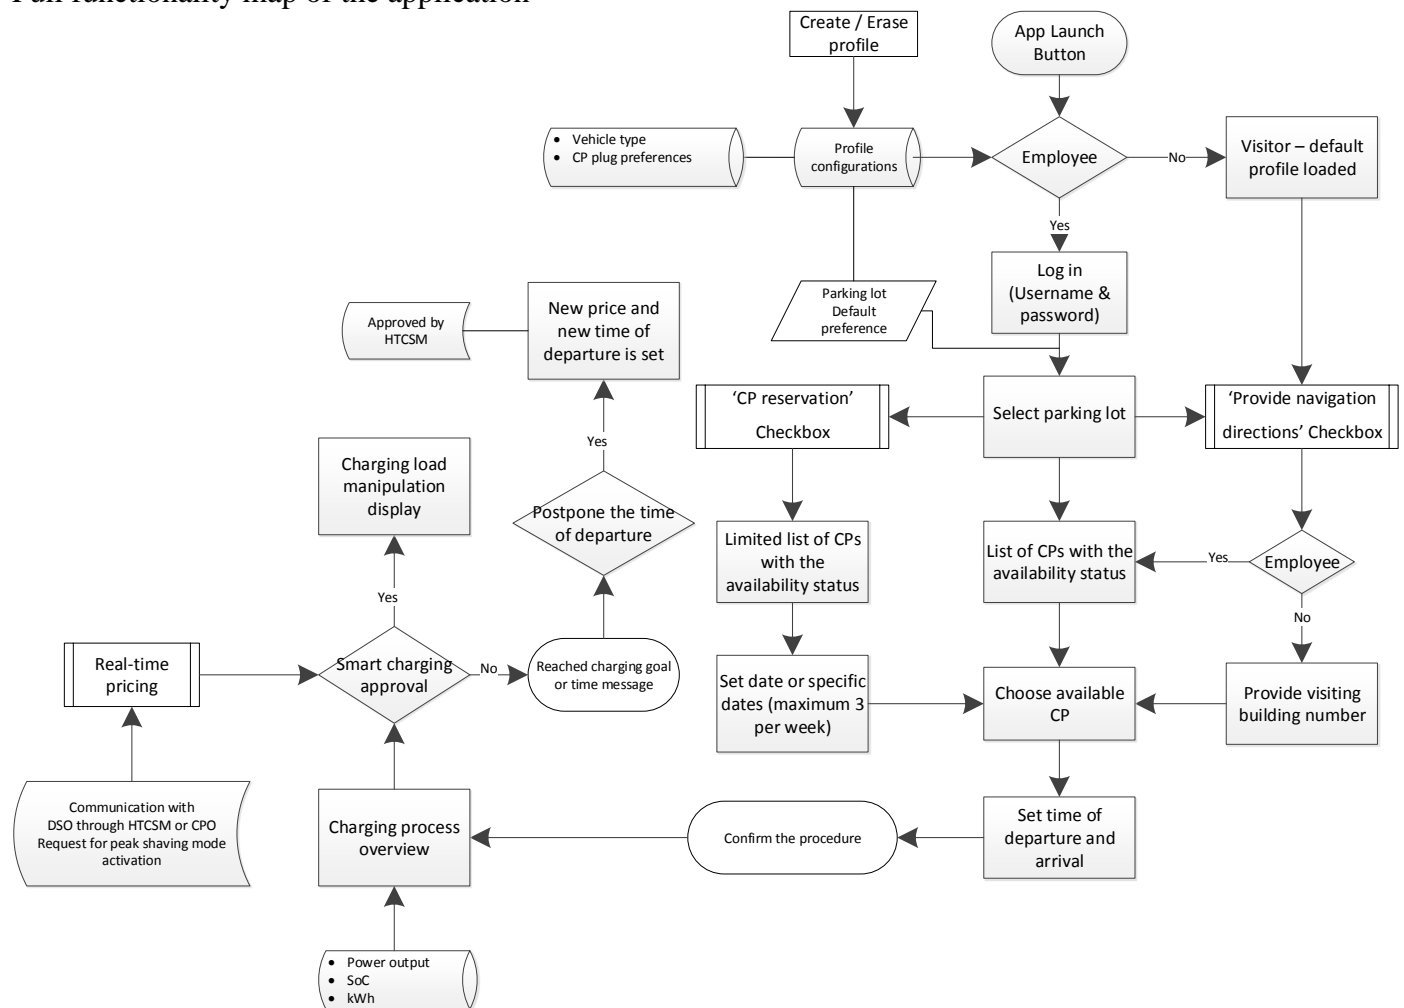 Full functionality map of the application
Create / Erase
profile
App Launch
Button
• Vehicle type
• CP plug preferences
Profile
configurations
Employee
No
Visitor – default
profile loaded
Yes
Log in
(Username &
password)
Parking lot
Default
preference
New price and
new time of
departure is set
Approved by
HTCSM
‘CP reservation’
Checkbox
Select parking lot
‘Provide navigation
directions’ Checkbox
Yes
Charging load
manipulation
display
Postpone the time
of departure
Limited list of CPs
with the
availability status
List of CPs with the
availability status
Yes
Employee
No
Yes
Real-time
pricing
Smart charging
approval
No
Reached charging goal
or time message
Set date or specific
dates (maximum 3
per week)
Choose available
CP
Provide visiting
building number
Communication with
DSO through HTCSM or CPO
Request for peak shaving mode
activation
Charging process
overview
Confirm the procedure
Set time of
departure and
arrival
• Power output
• SoC
• kWh